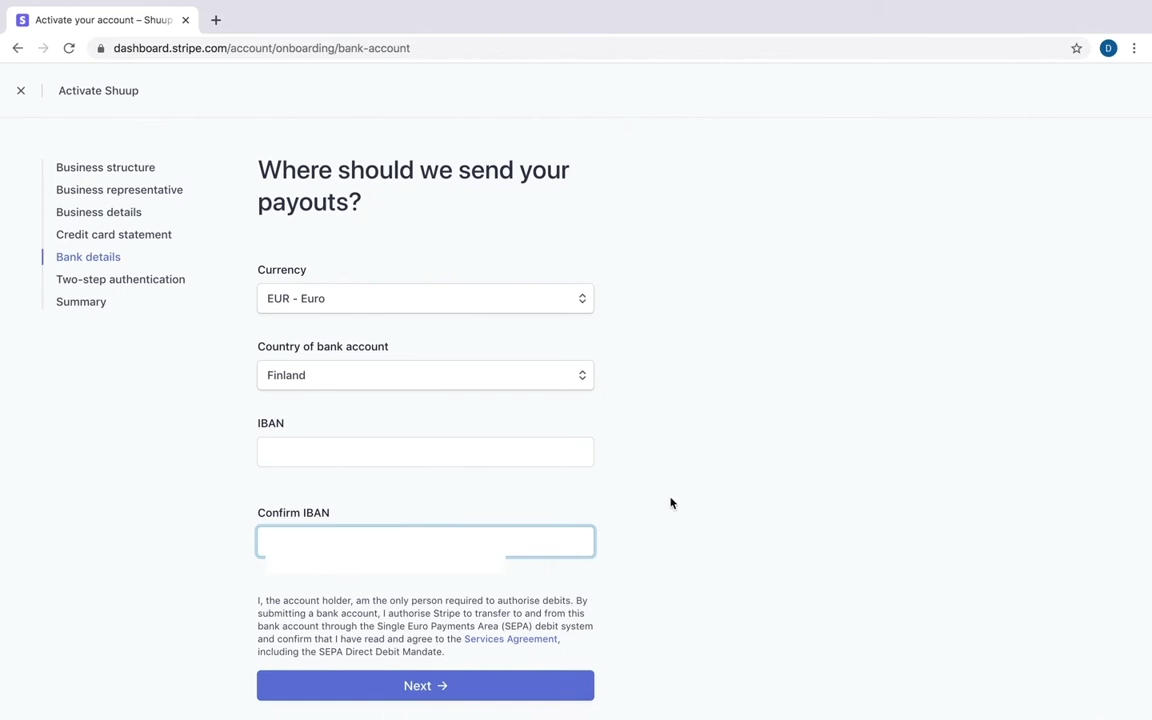 S Activate your account – Shuup
dashboard.stripe.com/account/onboarding/bank-account
D
Activate Shuup
Business structure
Business representative
Business details
Credit card statement
Bank details
Two-step authentication
Summary
Where should we send your
payouts?
Currency
EUR - Euro
Country of bank account
Finland
IBAN
Confirm IBAN
I, the account holder, am the only person required to authorise debits. By
submitting a bank account, I authorise Stripe to transfer to and from this
bank account through the Single Euro Payments Area (SEPA) debit system
and confirm that I have read and agree to the Services Agreement,
including the SEPA Direct Debit Mandate.
Next →